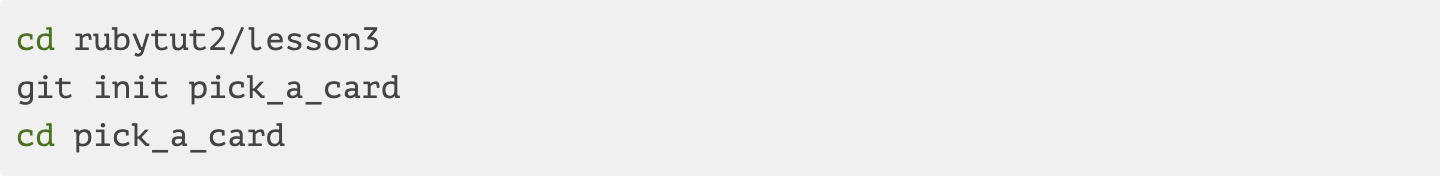 cd rubytut2/lesson3
git init pick_a_card
cd pick_a_card